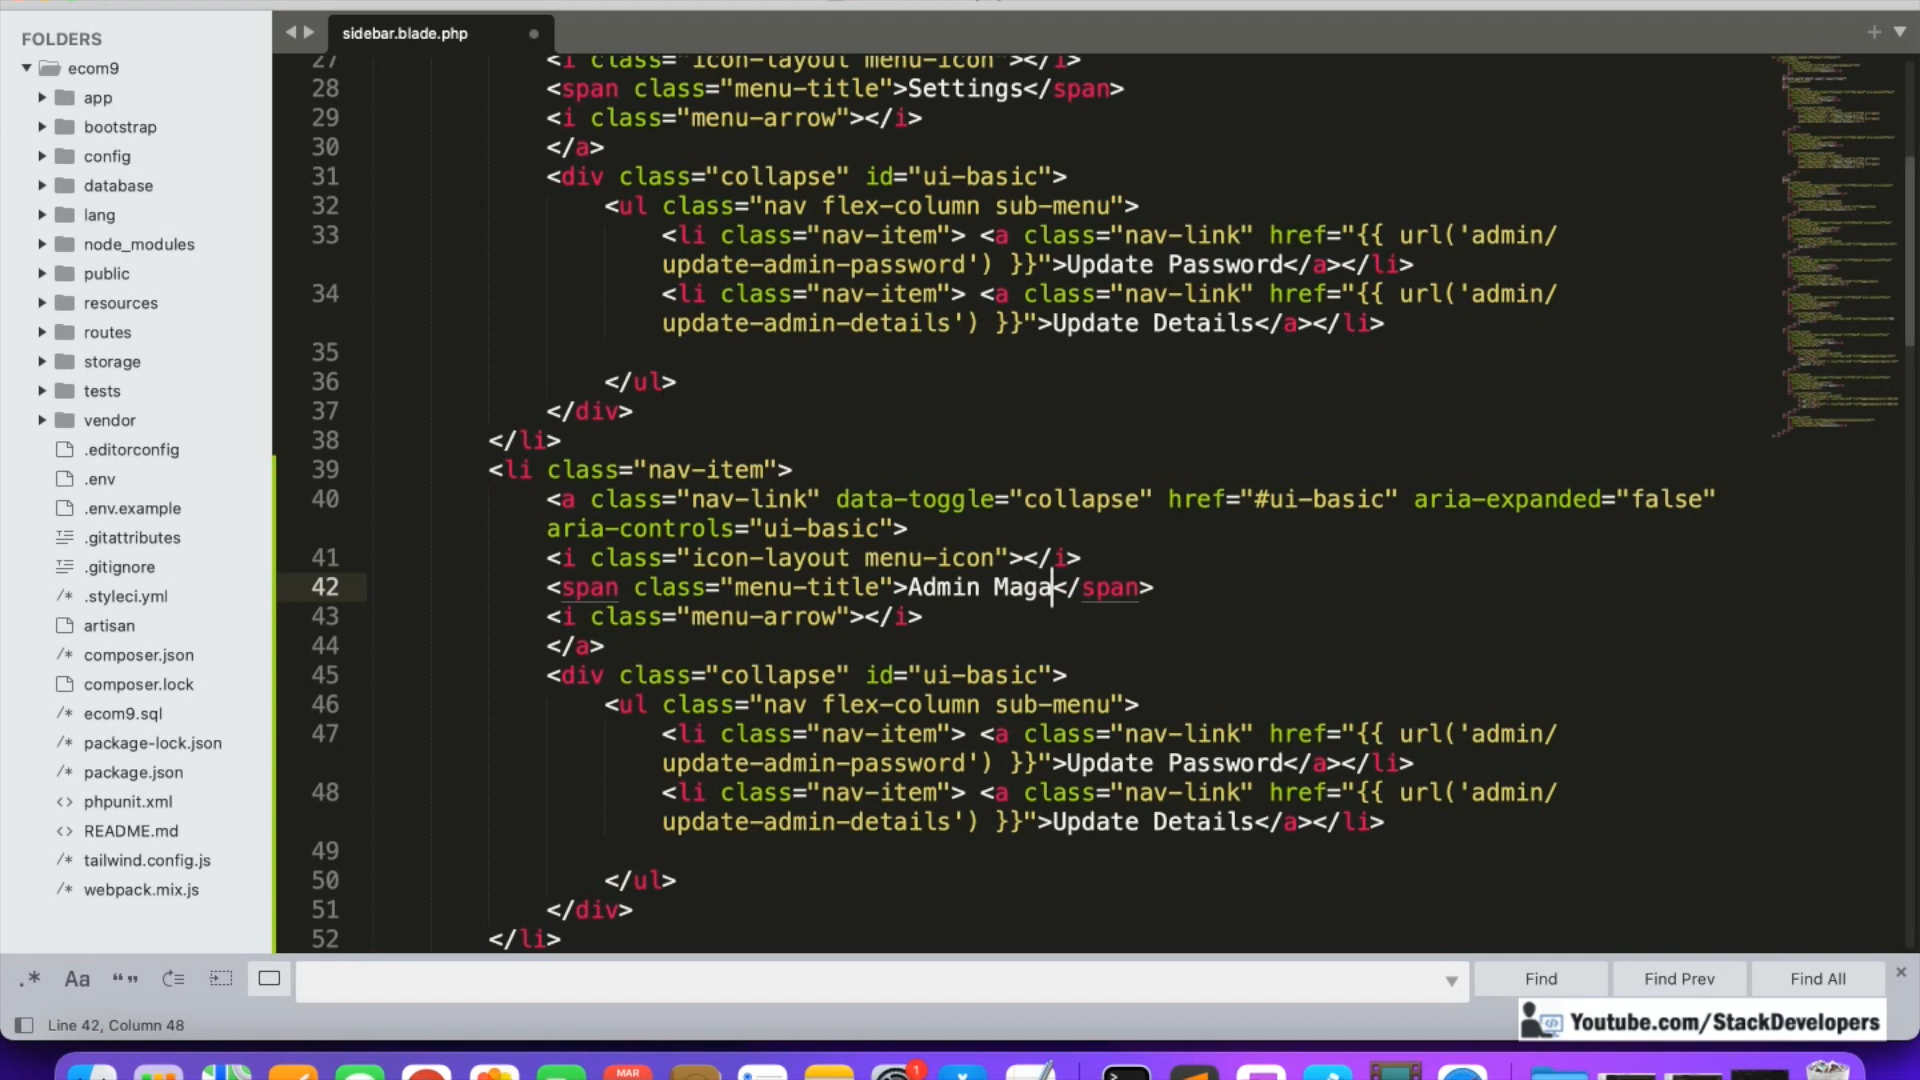 FOLDERS
ecom9
app
bootstrap
config
database
lang
node_modules
public
resources
routes
storage
tests
vendor
.editorconfig
.env
.env.example
.gitattributes
.gitignore
/* .styleci.yml
artisan
/* composer.json
composer.lock
/* ecom9.sql
/* package-lock.json
/* package.json
<> phpunit.xml
<> README.md
/* tailwind.config.js
/* webpack.mix.js
sidebar.blade.php
27 <i class="icon-layout menu-icon"></i>
28 <span class="menu-title">Settings</span>
29 <i class="menu-arrow"></i>
30 </a>
31 <div class="collapse" id="ui-basic">
32 <ul class="nav flex-column sub-menu">
33 <li class="nav-item"> <a class="nav-link" href="{{ url('admin/
update-admin-password') }}">Update Password</a></li>
34 <li class="nav-item"> <a class="nav-link" href="{{ url('admin/
update-admin-details') }}">Update Details</a></li>
35
36 </ul>
37 </div>
38 </li>
39 <li class="nav-item">
40 <a class="nav-link" data-toggle="collapse" href="#ui-basic" aria-expanded="false"
aria-controls="ui-basic">
41 <i class="icon-layout menu-icon"></i>
42 <span class="menu-title">Admin Maga</span>
43 <i class="menu-arrow"></i>
44 </a>
45 <div class="collapse" id="ui-basic">
46 <ul class="nav flex-column sub-menu">
47 <li class="nav-item"> <a class="nav-link" href="{{ url('admin/
update-admin-password') }}">Update Password</a></li>
48 <li class="nav-item"> <a class="nav-link" href="{{ url('admin/
update-admin-details') }}">Update Details</a></li>
49
50 </ul>
51 </div>
52 </li>
.* Aa “” Find Find Prev Find All
Line 42, Column 48
Youtube.com/StackDevelopers
MAR
1